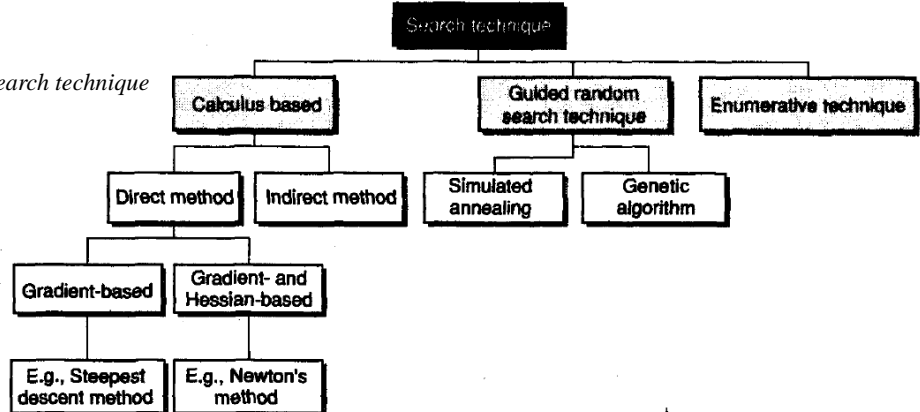 Search technique
earch technique
Calculus based
Guided random
search technique
Enumerative technique
Direct method
Indirect method
Simulated
annealing
Genetic
algorithm
Gradient-based
Gradient- and
Hessian-based
E.g., Steepest
descent method
E.g., Newton's
method